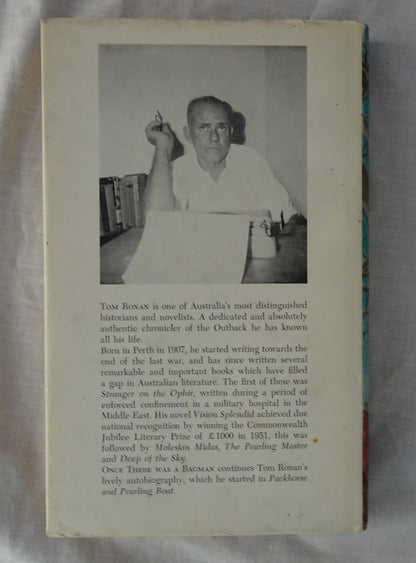 TOM RONAN is one of Australia's most distinguished
historians and novelists. A dedicated and absolutely
authentic chronicler of the Outback he has known
all his life.
Born in Perth in 1907, he started writing towards the
end of the last war, and has since written several
remarkable and important books which have filled
a gap in Australian literature. The first of these was
Stranger on the Ophir, written during a period of
enforced confinement in a military hospital in the
Middle East. His novel Vision Splendid achieved due
national recognition by winning the Commonwealth
Jubilee Literary Prize of £1000 in 1951, this was
followed by Moleskin Midas, The Pearling Master
and Deep of the Sky.
ONCE THERE WAS A BAGMAN continues Tom Ronan's
lively autobiography, which he started in Packhorse
and Pearling Boat.